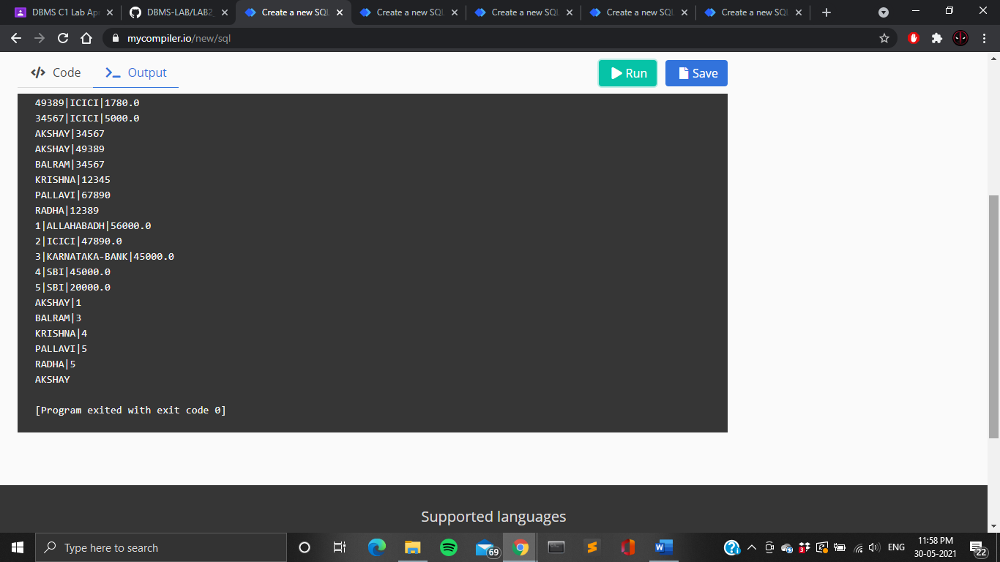 DBMS C1 Lab Ap
DBMS-LAB/LAB2_
Create a new SQL
Create a new SQL
Create a new SQL
Create a new SQL
Create a new SQL
mycompiler.io/new/sql
</> Code
>_ Output
Run
Save
49389|ICICI|1780.0
34567|ICICI|5000.0
AKSHAY|34567
AKSHAY|49389
BALRAM|34567
KRISHNA|12345
PALLAVI|67890
RADHA|12389
1|ALLAHABADH|56000.0
2|ICICI|47890.0
3|KARNATAKA-BANK|45000.0
4|SBI|45000.0
5|SBI|20000.0
AKSHAY|1
BALRAM|3
KRISHNA|4
PALLAVI|5
RADHA|5
AKSHAY
[Program exited with exit code 0]
Supported languages
Type here to search
69
3
ENG
11:58 PM
30-05-2021
22